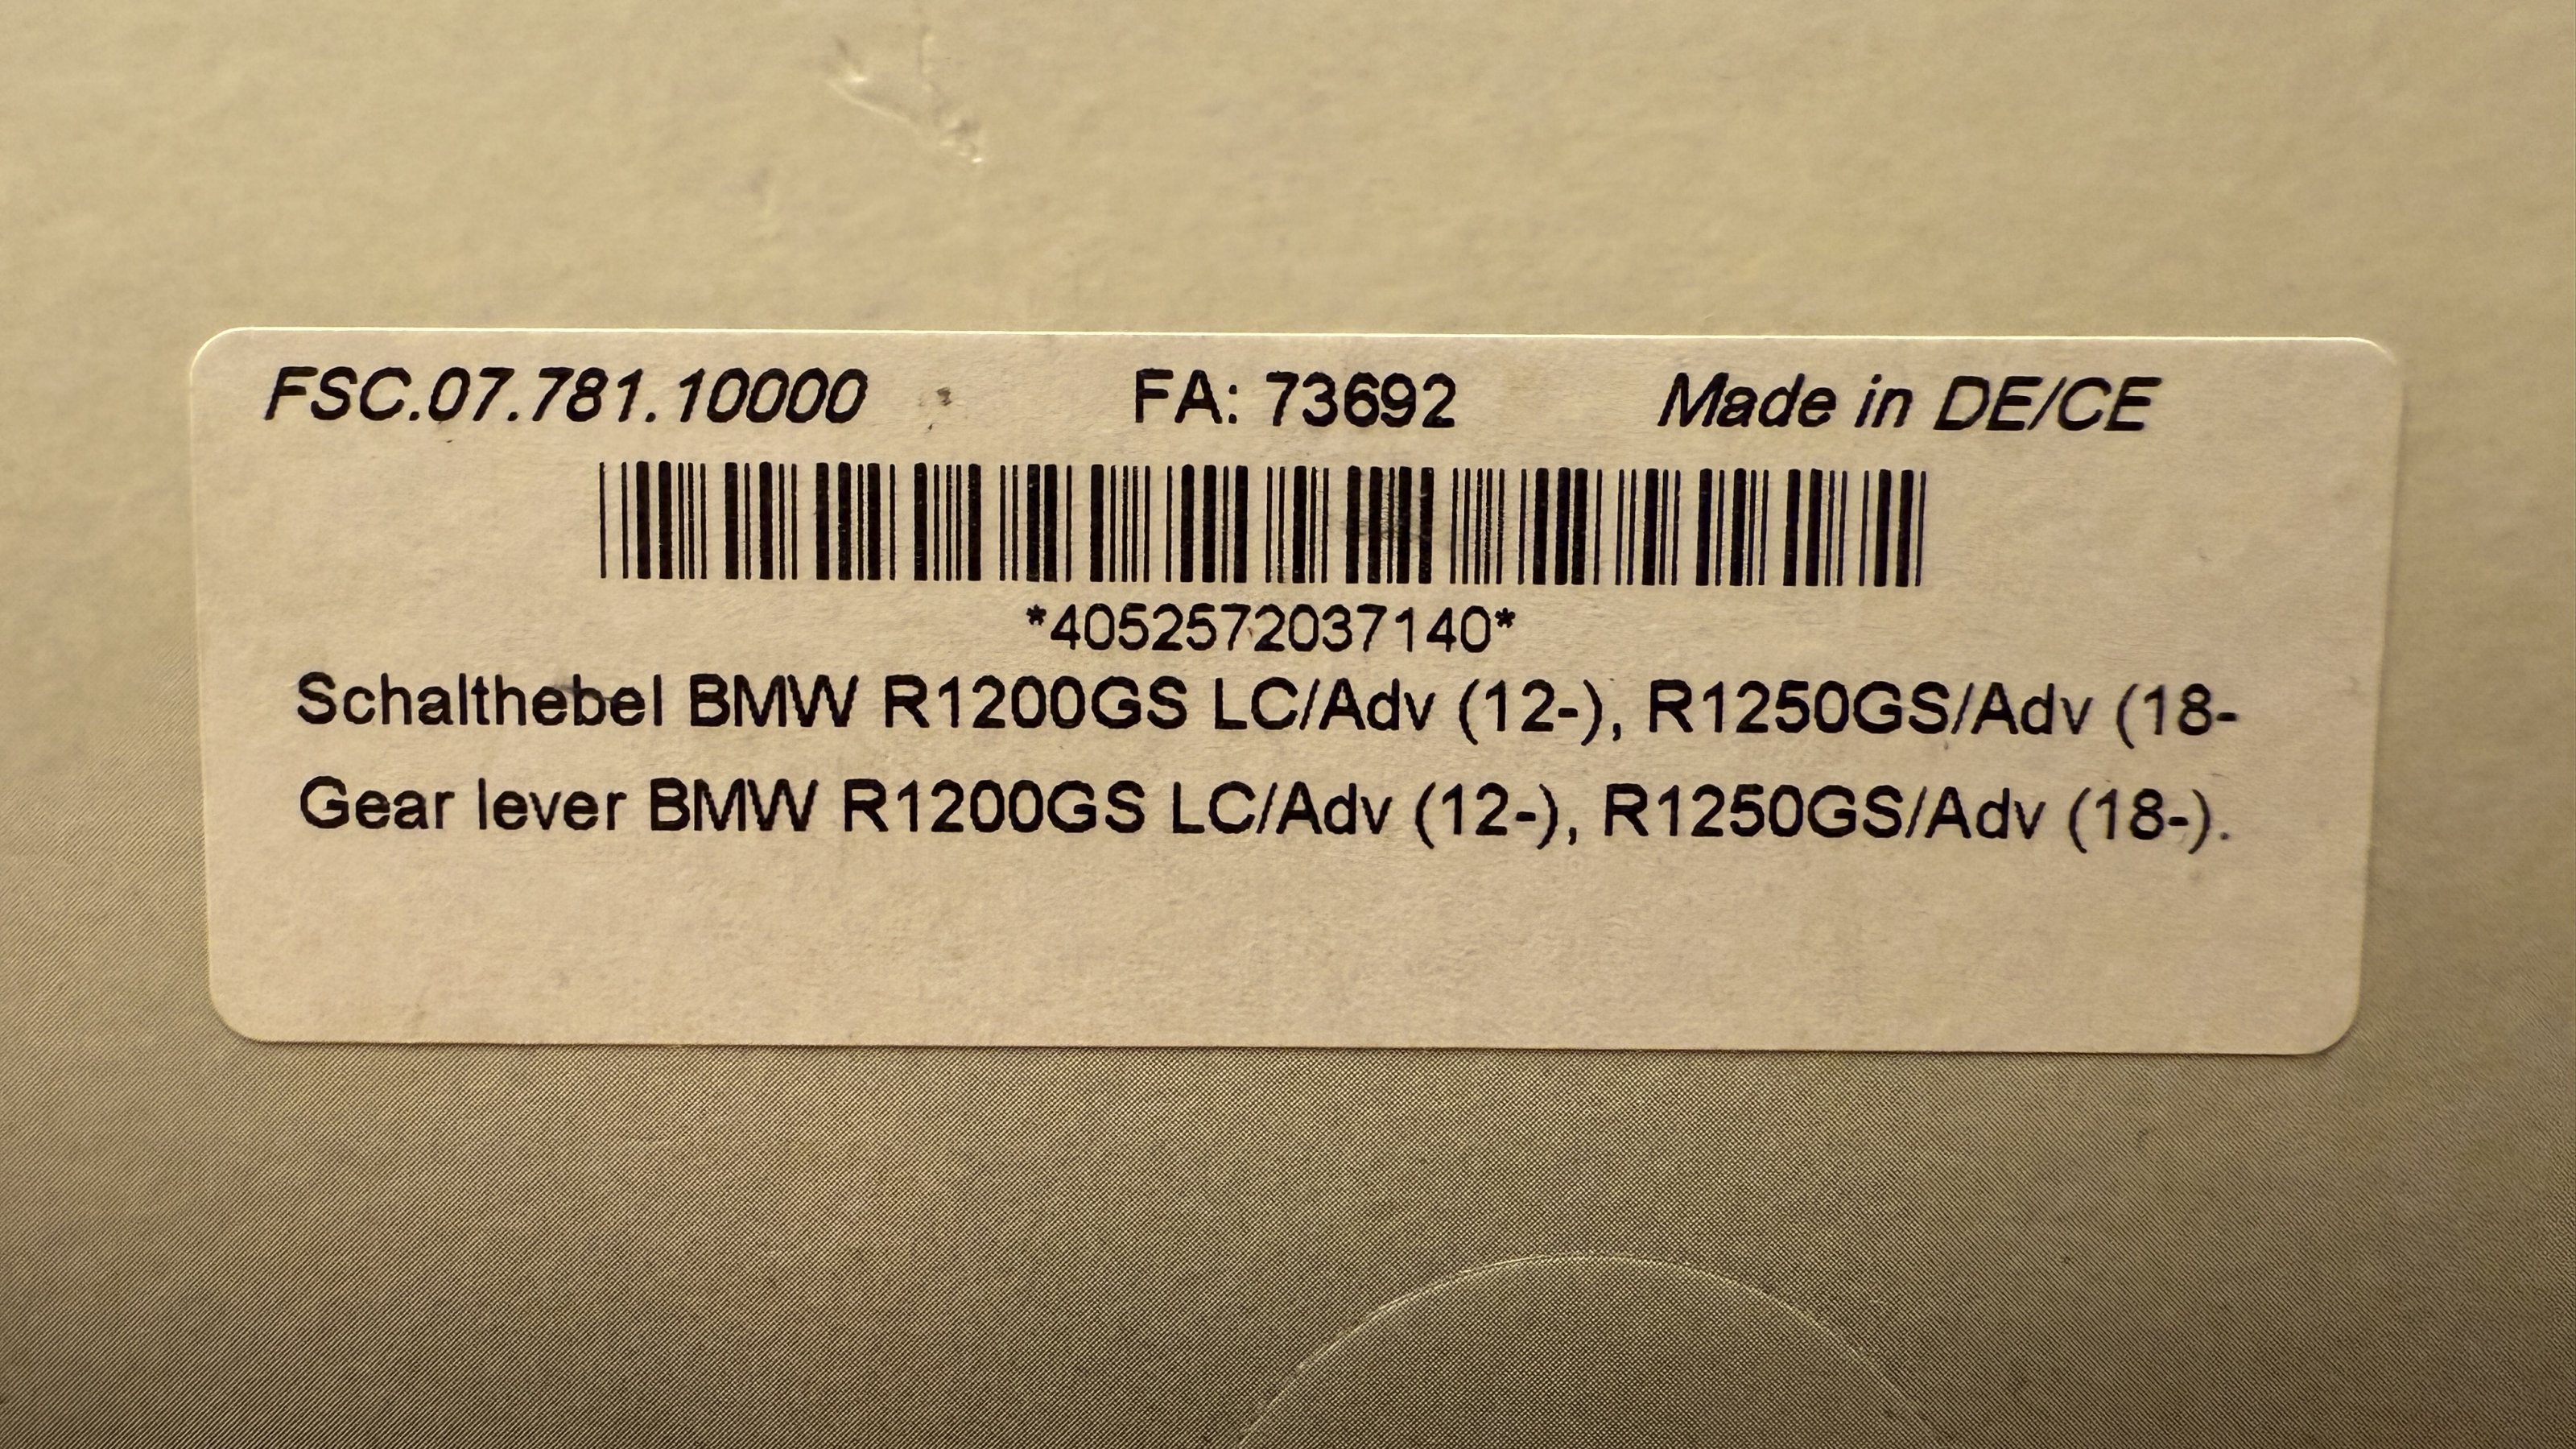 FSC.07.781.10000 FA: 73692 Made in DE/CE
*4052572037140*
Schalthebel BMW R1200GS LC/Adv (12-), R1250GS/Adv (18-
Gear lever BMW R1200GS LC/Adv (12-), R1250GS/Adv (18-).